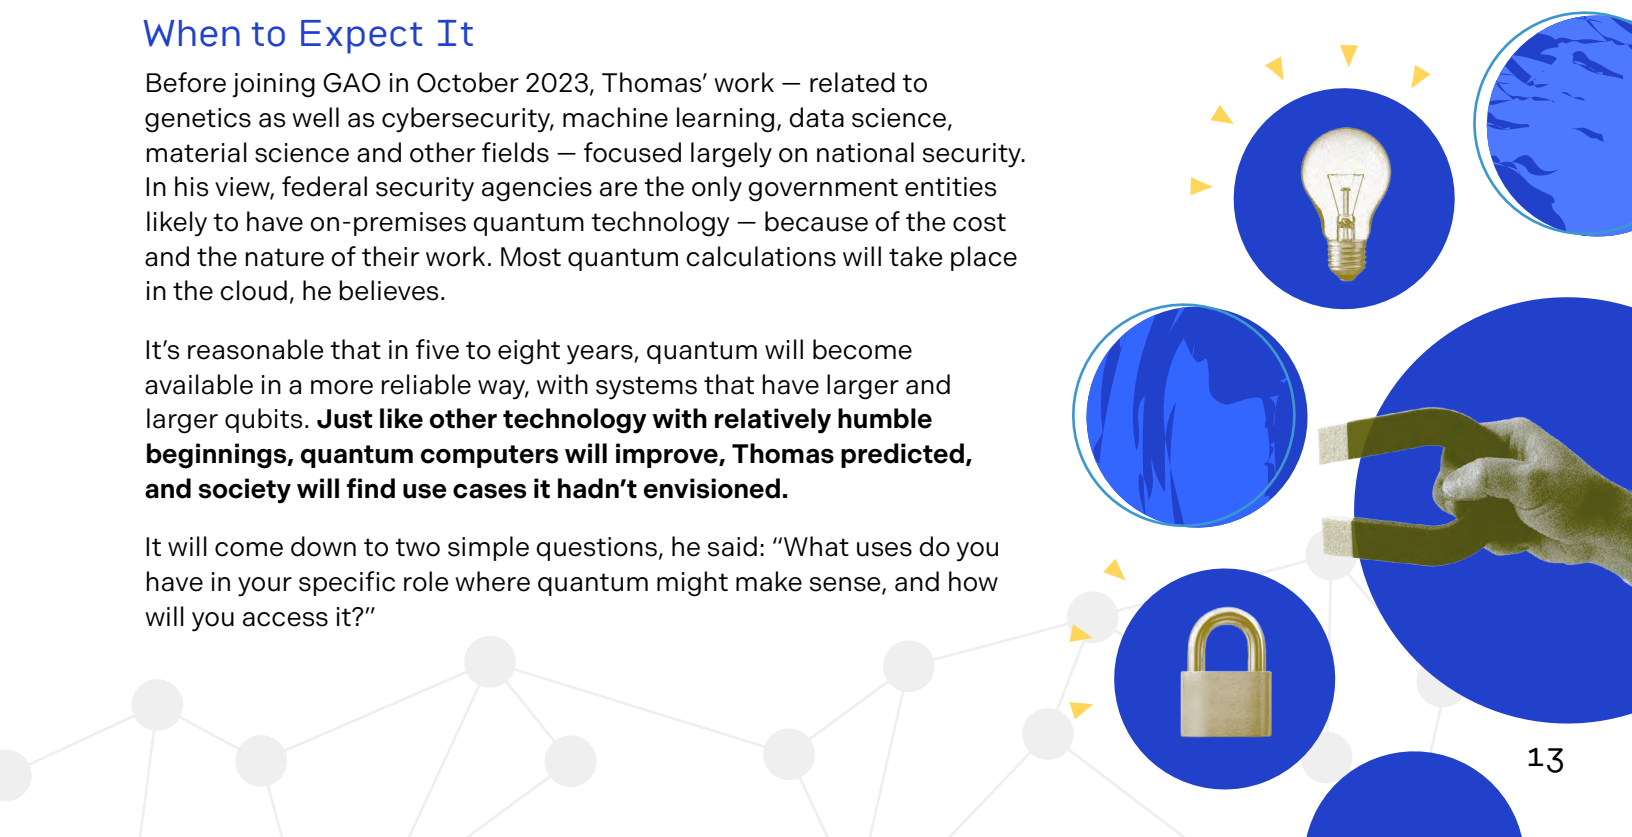 When to Expect It
Before joining GAO in October 2023, Thomas’ work — related to
genetics as well as cybersecurity, machine learning, data science,
material science and other fields — focused largely on national security.
In his view, federal security agencies are the only government entities
likely to have on-premises quantum technology — because of the cost
and the nature of their work. Most quantum calculations will take place
in the cloud, he believes.
It’s reasonable that in five to eight years, quantum will become
available in a more reliable way, with systems that have larger and
larger qubits. Just like other technology with relatively humble
beginnings, quantum computers will improve, Thomas predicted,
and society will find use cases it hadn’t envisioned.
It will come down to two simple questions, he said: “What uses do you
have in your specific role where quantum might make sense, and how
will you access it?”
13